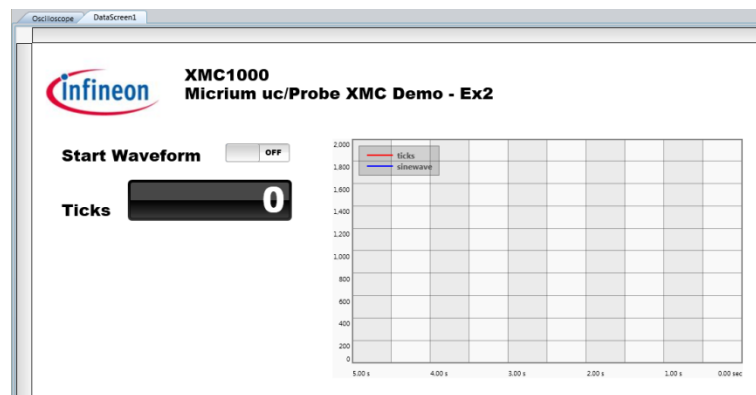 Oscilloscope DataScreen1
infineon
XMC1000
Micrium uc/Probe XMC Demo - Ex2
Start Waveform OFF
Ticks 0
ticks
sinewave
2,000
1,800
1,600
1,400
1,200
1,000
800
600
400
200
0
5.00 s 4.00 s 3.00 s 2.00 s 1.00 s 0.00 sec